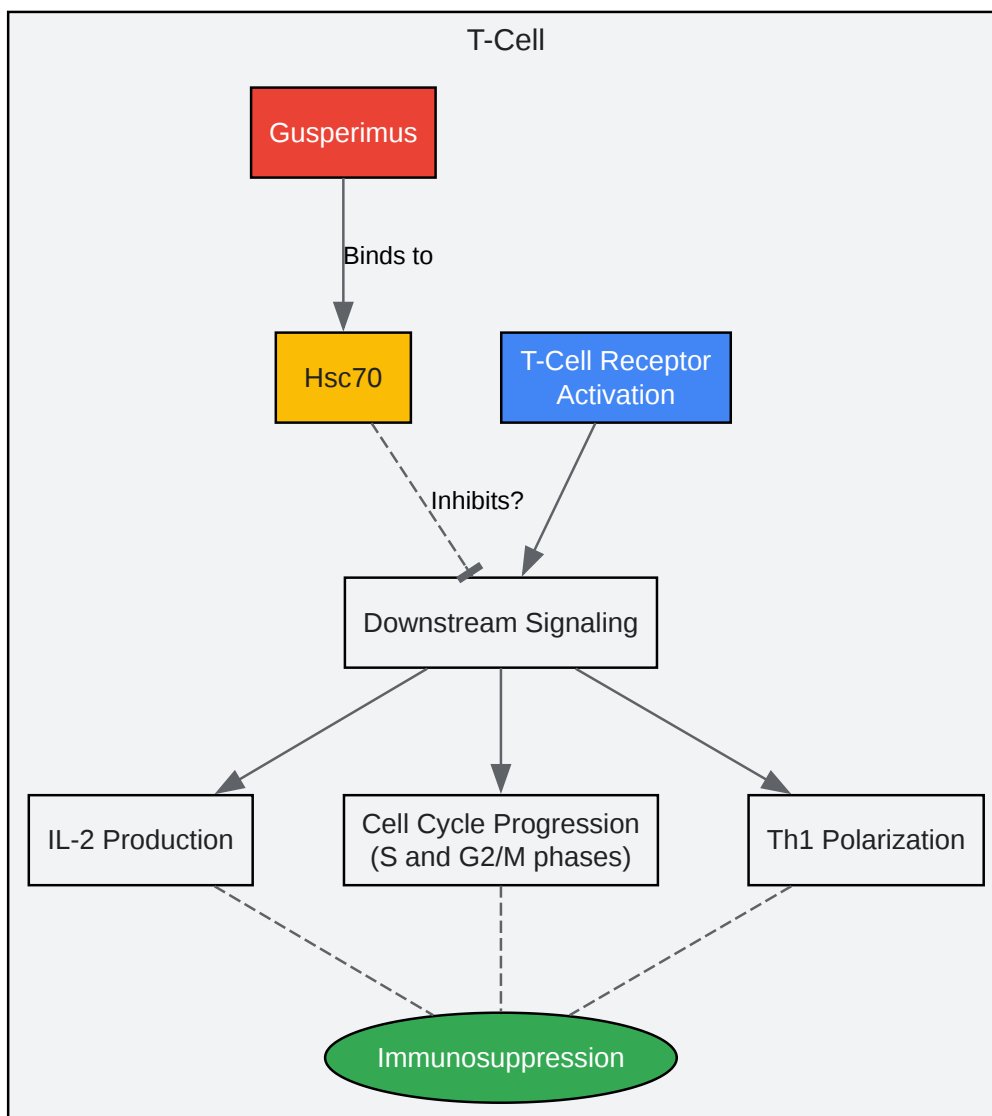 T-Cell
Gusperimus
Binds to
Hsc70
T-Cell Receptor
Activation
Inhibits?
Downstream Signaling
IL-2 Production
Cell Cycle Progression
(S and G2/M phases)
Th1 Polarization
Immunosuppression